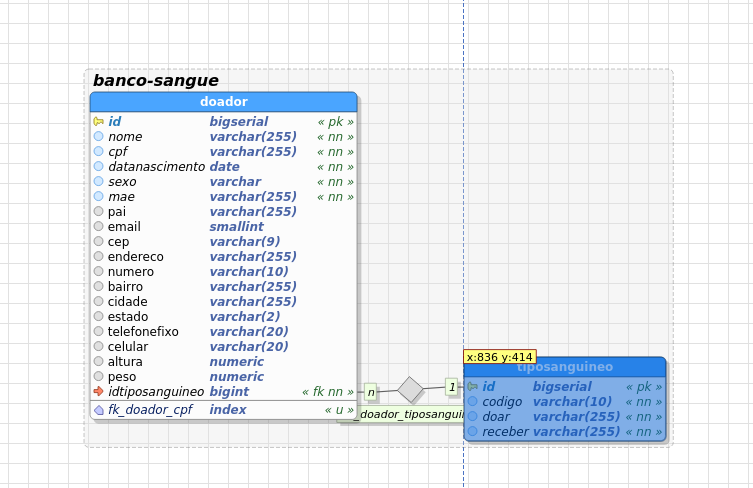 banco-sangue
doador
id bigserial « pk »
nome varchar(255) « nn »
cpf varchar(255) « nn »
datanascimento date « nn »
sexo varchar « nn »
mae varchar(255) « nn »
pai varchar(255)
email smallint
cep varchar(9)
endereco varchar(255)
numero varchar(10)
bairro varchar(255)
cidade varchar(255)
estado varchar(2)
telefonefixo varchar(20)
celular varchar(20)
altura numeric
peso numeric
idtiposanguineo bigint « fk nn »
fk_doador_cpf index « u »
n
1
_doador_tiposangui
x:836 y:414
tiposanguineo
id bigserial « pk »
codigo varchar(10) « nn »
doar varchar(255) « nn »
receber varchar(255) « nn »